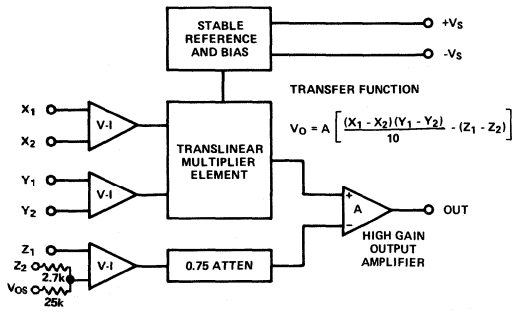 STABLE
REFERENCE
AND BIAS
+VS
-VS
TRANSFER FUNCTION
VO = A [ (X1 - X2) (Y1 - Y2) / 10 - (Z1 - Z2) ]
X1
X2
V-I
TRANSLINEAR
MULTIPLIER
ELEMENT
Y1
Y2
V-I
+
A
-
OUT
HIGH GAIN
OUTPUT
AMPLIFIER
Z1
Z2
2.7k
VOS
25k
V-I
0.75 ATTEN